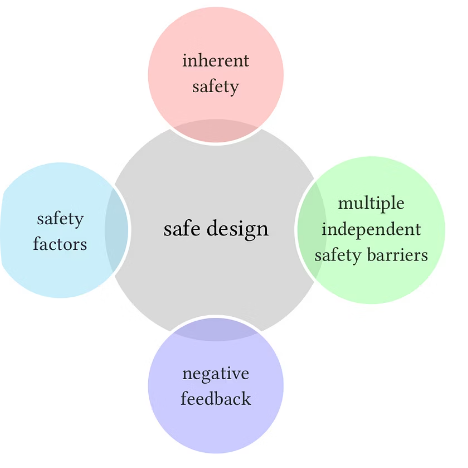 inherent
safety
safety
factors
safe design
multiple
independent
safety barriers
negative
feedback